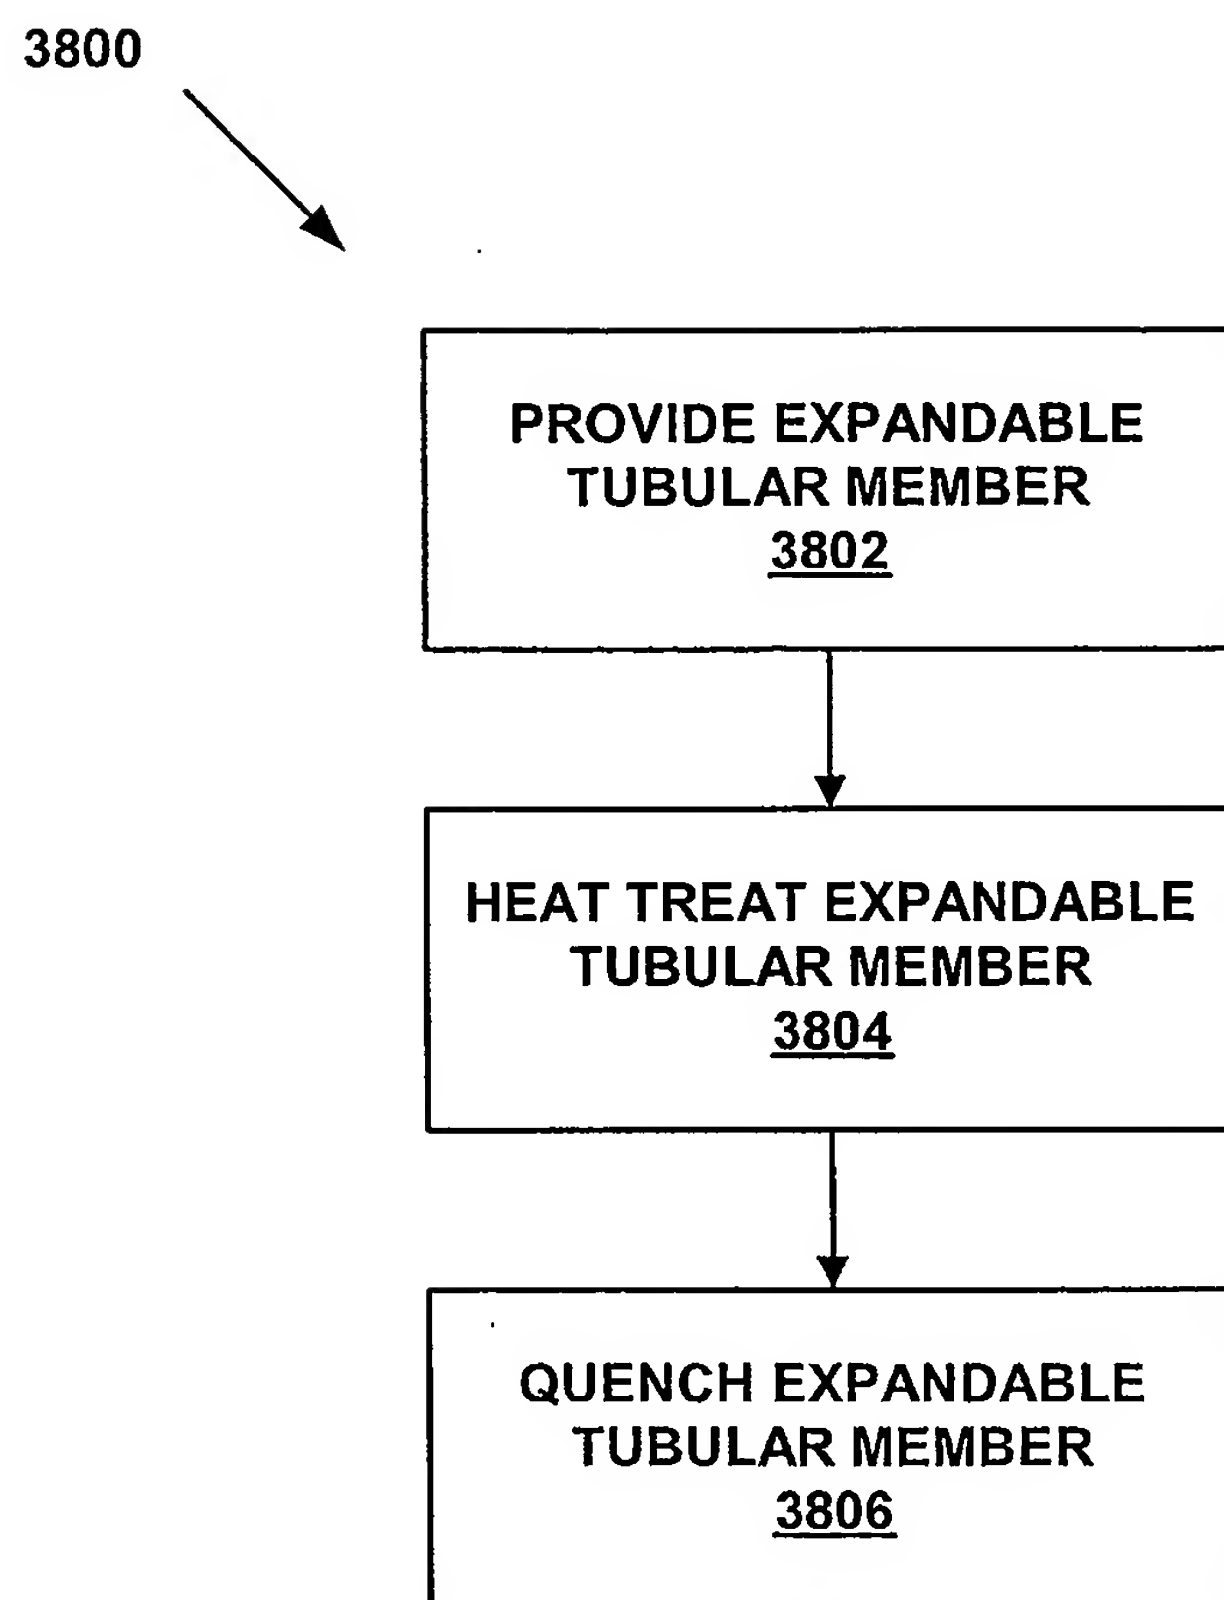 3800
PROVIDE EXPANDABLE
TUBULAR MEMBER
3802
HEAT TREAT EXPANDABLE
TUBULAR MEMBER
3804
QUENCH EXPANDABLE
TUBULAR MEMBER
3806